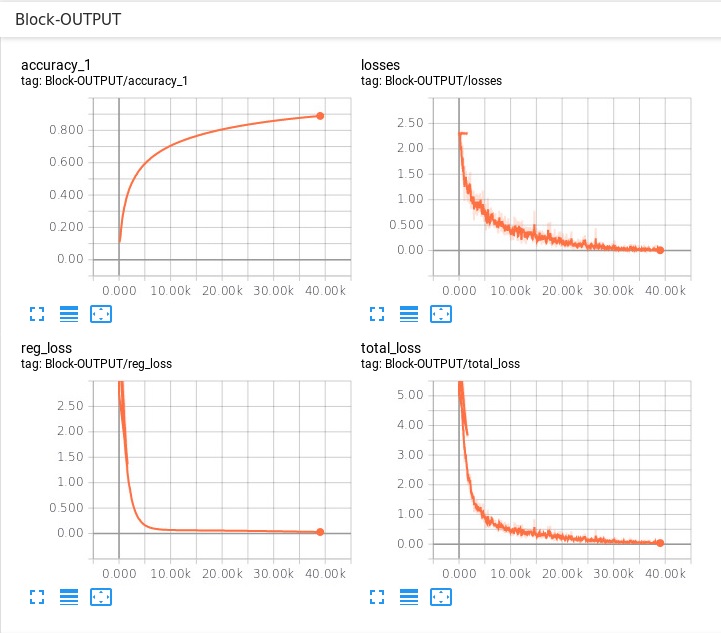 Block-OUTPUT
accuracy_1
tag: Block-OUTPUT/accuracy_1
0.800
0.600
0.400
0.200
0.00
0.000 10.00k 20.00k 30.00k 40.00k
losses
tag: Block-OUTPUT/losses
2.50
2.00
1.50
1.00
0.500
0.00
0.000 10.00k 20.00k 30.00k 40.00k
reg_loss
tag: Block-OUTPUT/reg_loss
2.50
2.00
1.50
1.00
0.500
0.00
0.000 10.00k 20.00k 30.00k 40.00k
total_loss
tag: Block-OUTPUT/total_loss
5.00
4.00
3.00
2.00
1.00
0.00
0.000 10.00k 20.00k 30.00k 40.00k